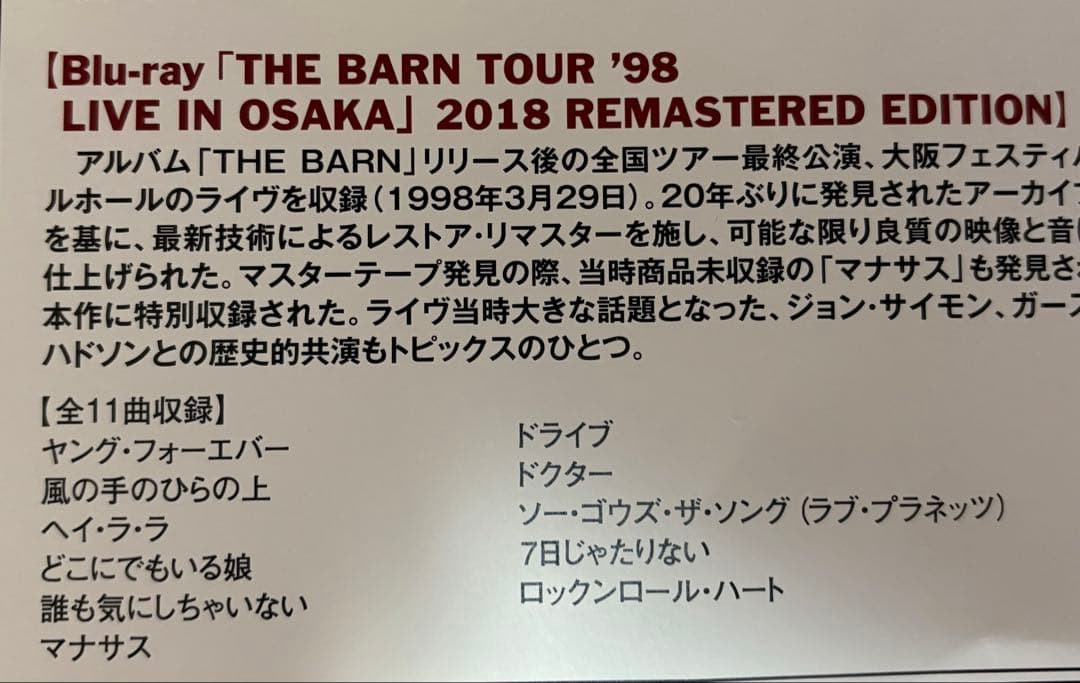 【Blu-ray「THE BARN TOUR '98
LIVE IN OSAKA」2018 REMASTERED EDITION】
アルバム「THE BARN」リリース後の全国ツアー最終公演、大阪フェスティ
ルホールのライヴを収録(1998年3月29日)。20年ぶりに発見されたアーカイ
を基に、最新技術によるレストア・リマスターを施し、可能な限り良質の映像と音
仕上げられた。マスターテープ発見の際、当時商品未収録の「マナサス」も発見さ
本作に特別収録された。ライヴ当時大きな話題となった、ジョン・サイモン、ガース
ハドソンとの歴史的共演もトピックスのひとつ。
【全11曲収録】
ヤング・フォーエバー
風の手のひらの上
ヘイ・ラ・ラ
どこにでもいる娘
誰も気にしちゃいない
マナサス
ドライブ
ドクター
ソー・ゴウズ・ザ・ソング(ラブ・プラネッツ)
7日じゃたりない
ロックンロール・ハート